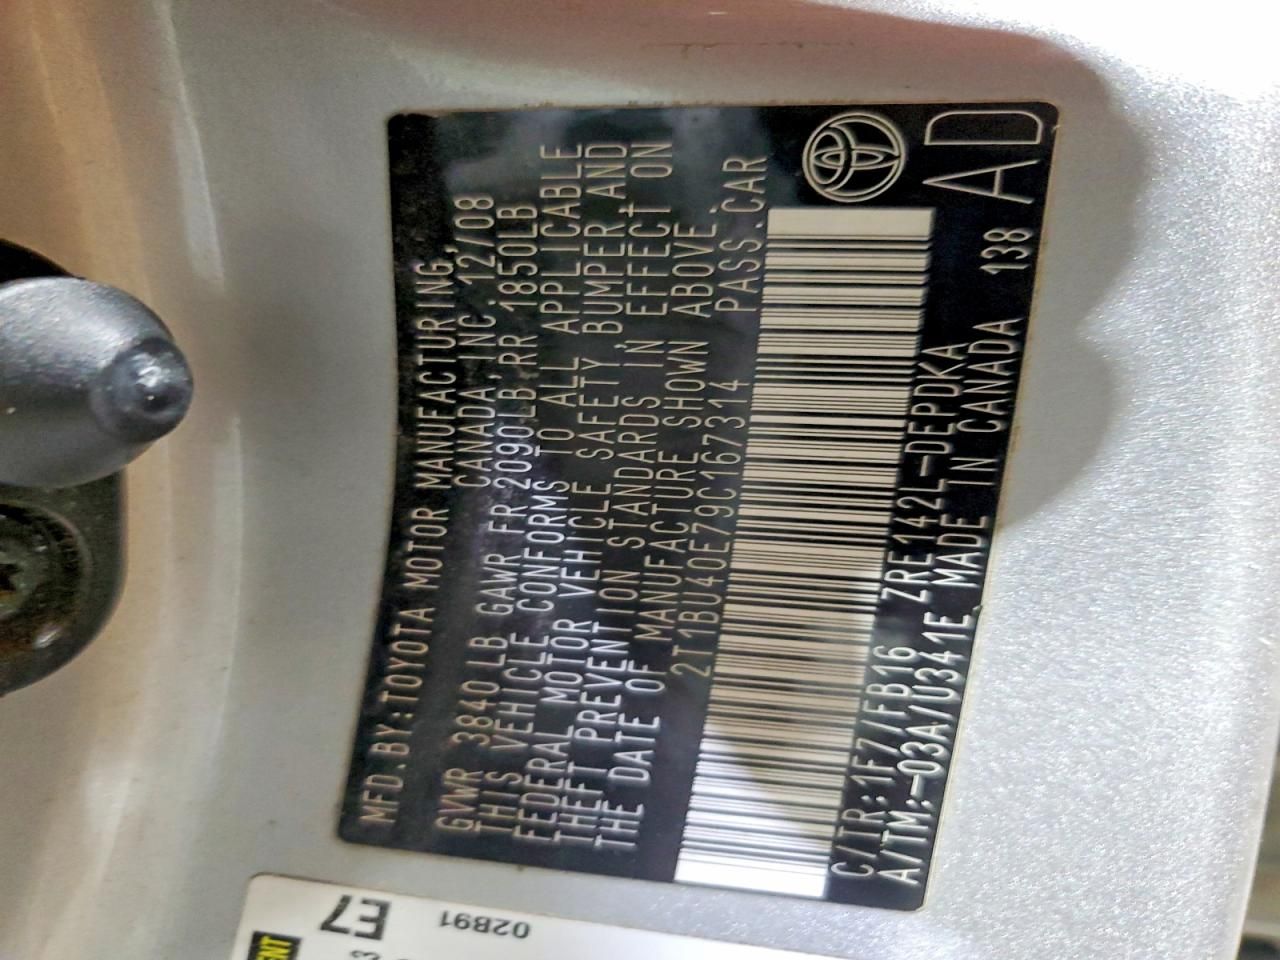 MFD.BY:TOYOTA MOTOR MANUFACTURING,
CANADA,INC. 12/08
GVWR 3840LB GAWR FR 2090LB RR 1850LB
THIS VEHICLE CONFORMS TO ALL APPLICABLE
FEDERAL MOTOR VEHICLE SAFETY, BUMPER, AND
THEFT PREVENTION STANDARDS IN EFFECT ON
THE DATE OF MANUFACTURE SHOWN ABOVE.
2T1BU40E79C167314 PASS.CAR
C/TR:1F7/FB16 ZRE142L-DEPDKA
A/TM:-03A/U341E MADE IN CANADA 138 AD
E7
02B91